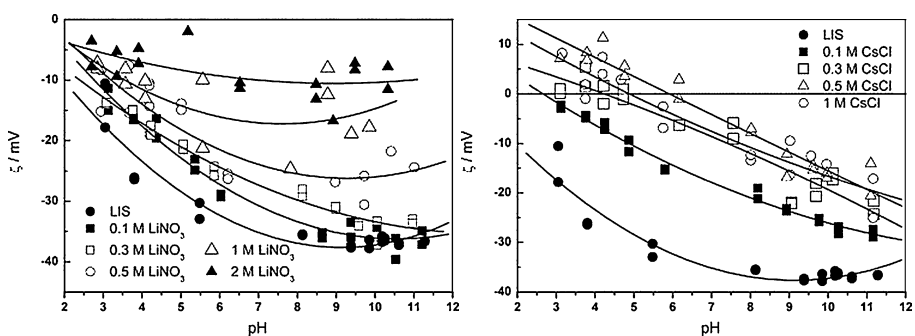 0
-10
-20
-30
-40
ζ / mV
2 3 4 5 6 7 8 9 10 11 12
pH
LIS
0.1 M LiNO3
0.3 M LiNO3
0.5 M LiNO3
1 M LiNO3
2 M LiNO3
10
0
-10
-20
-30
-40
ζ / mV
2 3 4 5 6 7 8 9 10 11 12
pH
LIS
0.1 M CsCl
0.3 M CsCl
0.5 M CsCl
1 M CsCl